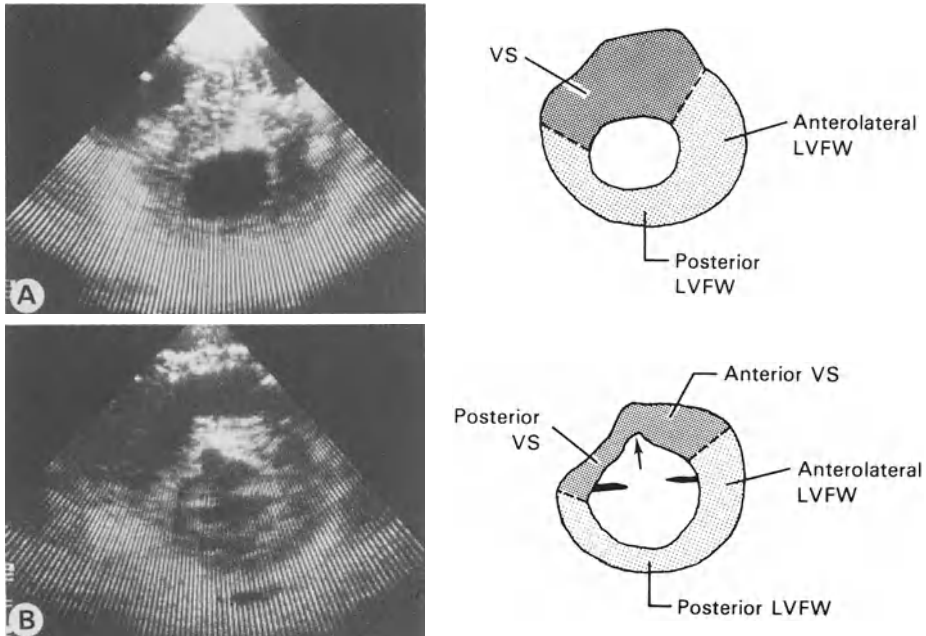 VS
Anterolateral
LVFW
Posterior
LVFW
A
Anterior VS
Posterior
VS
Anterolateral
LVFW
Posterior LVFW
B